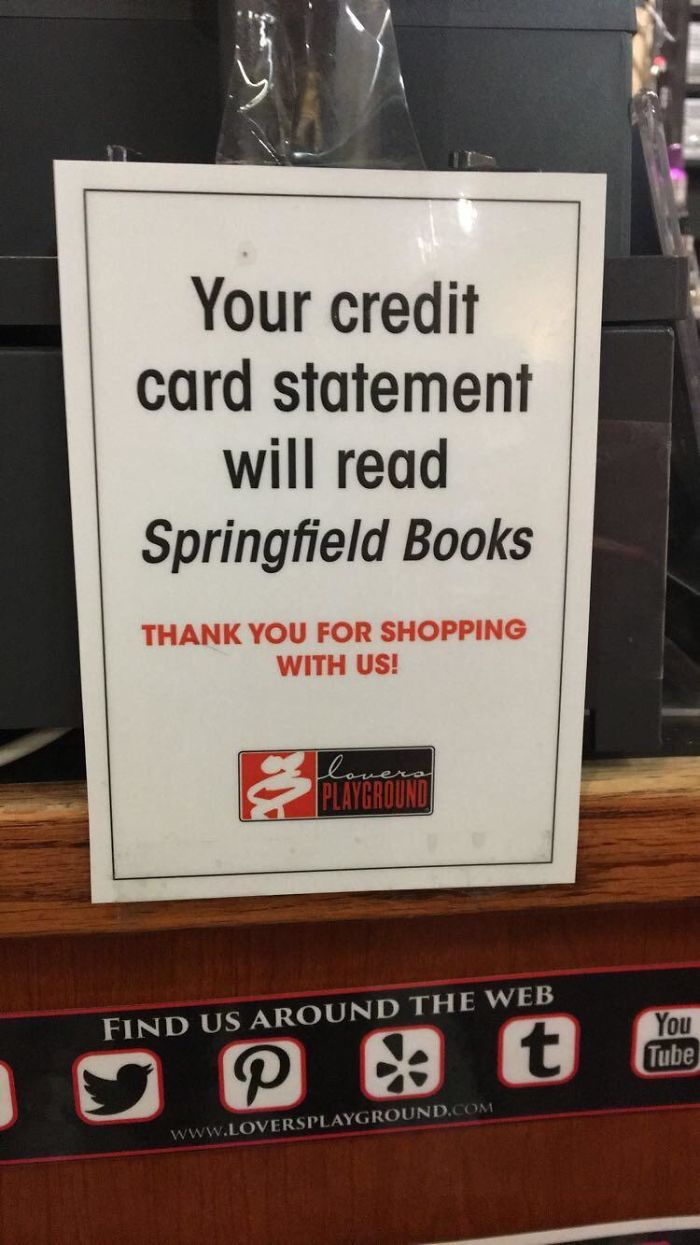 Your credit
card statement
will read
Springfield Books
THANK YOU FOR SHOPPING
WITH US!
lovers
PLAYGROUND
FIND US AROUND THE WEB
You
Tube
WWW.LOVERSPLAYGROUND.COM